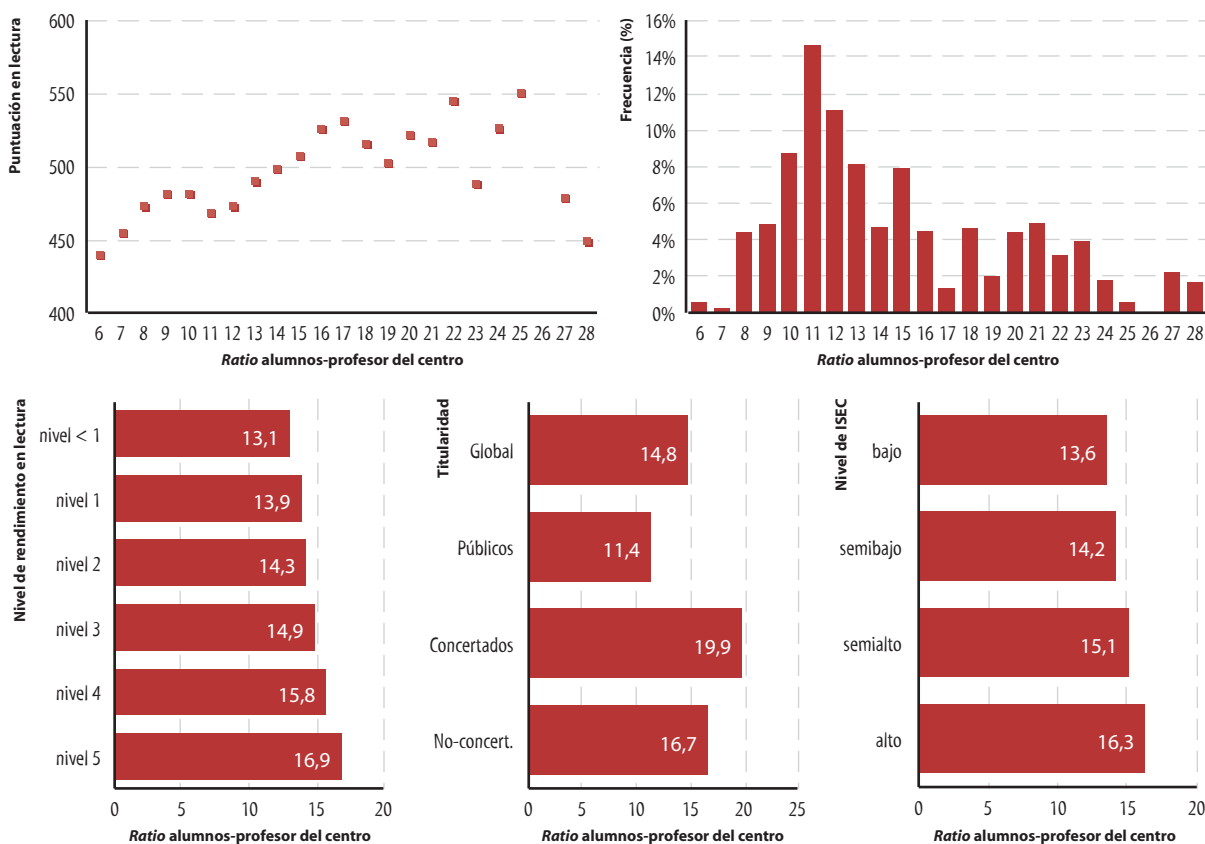 Puntuación en lectura
600
550
500
450
400
6 7 8 9 10 11 12 13 14 15 16 17 18 19 20 21 22 23 24 25 26 27 28
Ratio alumnos-profesor del centro
Frecuencia (%)
16%
14%
12%
10%
8%
6%
4%
2%
0%
6 7 8 9 10 11 12 13 14 15 16 17 18 19 20 21 22 23 24 25 26 27 28
Ratio alumnos-profesor del centro
Nivel de rendimiento en lectura
nivel < 1 13,1
nivel 1 13,9
nivel 2 14,3
nivel 3 14,9
nivel 4 15,8
nivel 5 16,9
0 5 10 15 20
Ratio alumnos-profesor del centro
Titularidad
Global 14,8
Públicos 11,4
Concertados 19,9
No-concert. 16,7
0 5 10 15 20 25
Ratio alumnos-profesor del centro
Nivel de ISEC
bajo 13,6
semibajo 14,2
semialto 15,1
alto 16,3
0 5 10 15 20
Ratio alumnos-profesor del centro